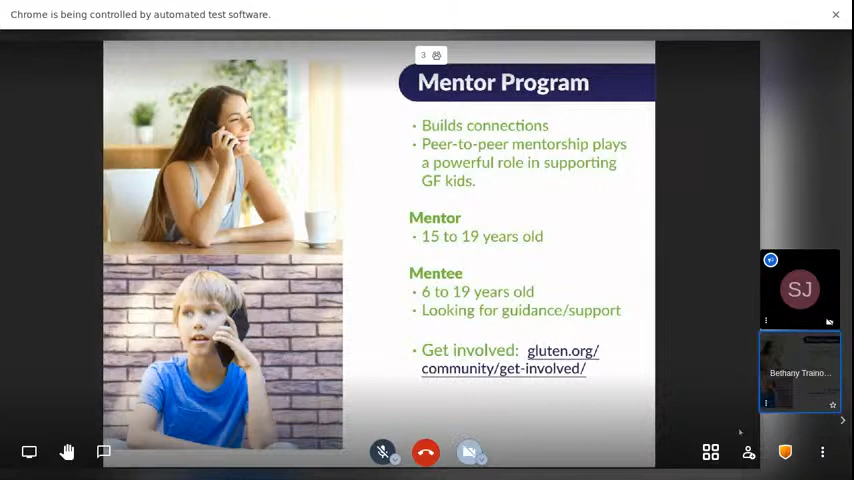 Chrome is being controlled by automated test software.
3
Mentor Program
• Builds connections
• Peer-to-peer mentorship plays
a powerful role in supporting
GF kids.
Mentor
• 15 to 19 years old
Mentee
• 6 to 19 years old
• Looking for guidance/support
• Get involved: gluten.org/
community/get-involved/
SJ
Bethany Traino...